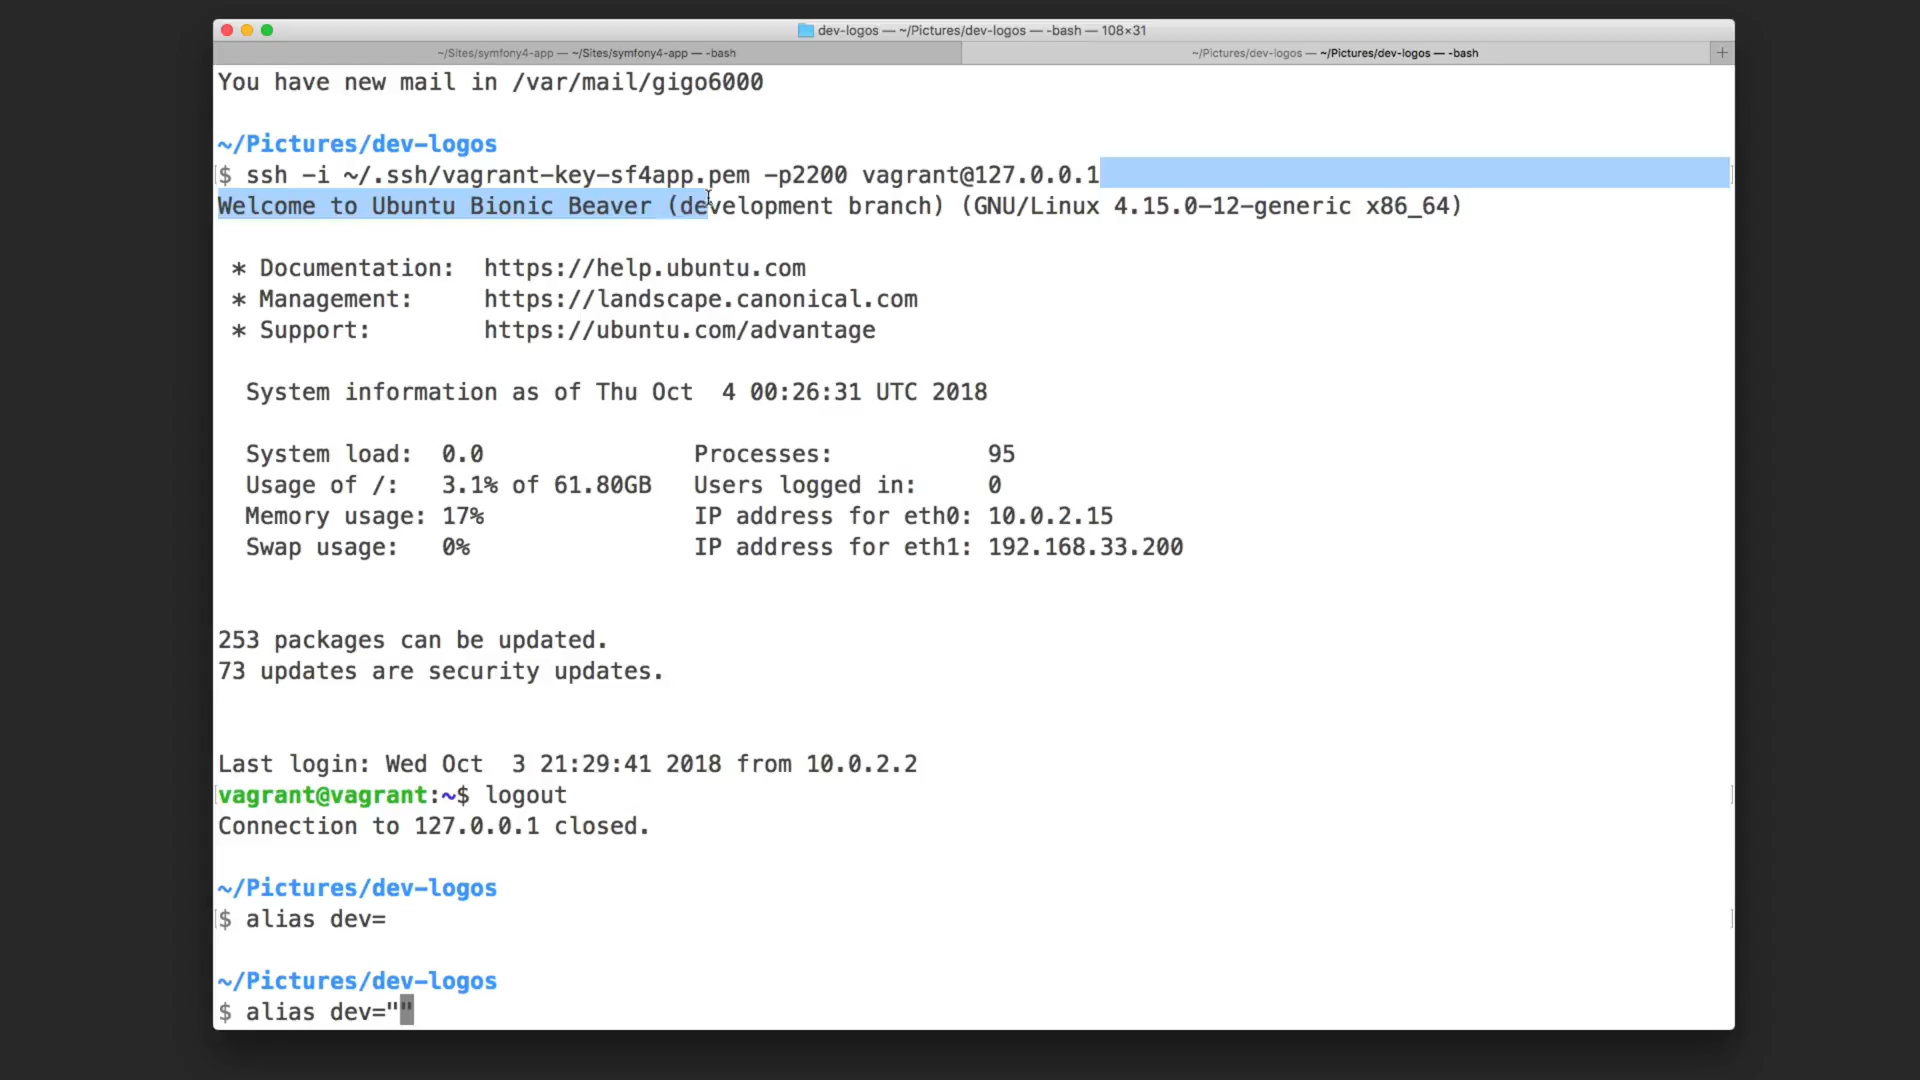 dev-logos — ~/Pictures/dev-logos — -bash — 108×31
~/Sites/symfony4-app — ~/Sites/symfony4-app — -bash
~/Pictures/dev-logos — ~/Pictures/dev-logos — -bash
You have new mail in /var/mail/gigo6000
~/Pictures/dev-logos
$ ssh -i ~/.ssh/vagrant-key-sf4app.pem -p2200 vagrant@127.0.0.1
Welcome to Ubuntu Bionic Beaver (development branch) (GNU/Linux 4.15.0-12-generic x86_64)
* Documentation:  https://help.ubuntu.com
* Management:     https://landscape.canonical.com
* Support:        https://ubuntu.com/advantage
System information as of Thu Oct  4 00:26:31 UTC 2018
System load:  0.0               Processes:           95
Usage of /:   3.1% of 61.80GB   Users logged in:     0
Memory usage: 17%               IP address for eth0: 10.0.2.15
Swap usage:   0%                IP address for eth1: 192.168.33.200
253 packages can be updated.
73 updates are security updates.
Last login: Wed Oct  3 21:29:41 2018 from 10.0.2.2
vagrant@vagrant:~$ logout
Connection to 127.0.0.1 closed.
~/Pictures/dev-logos
$ alias dev=
~/Pictures/dev-logos
$ alias dev=""